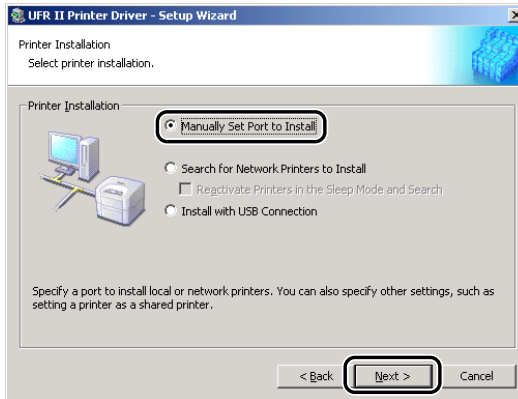 UFR II Printer Driver - Setup Wizard
Printer Installation
Select printer installation.
Printer Installation
Manually Set Port to Install
Search for Network Printers to Install
Reactivate Printers in the Sleep Mode and Search
Install with USB Connection
Specify a port to install local or network printers. You can also specify other settings, such as
setting a printer as a shared printer.
< Back
Next >
Cancel